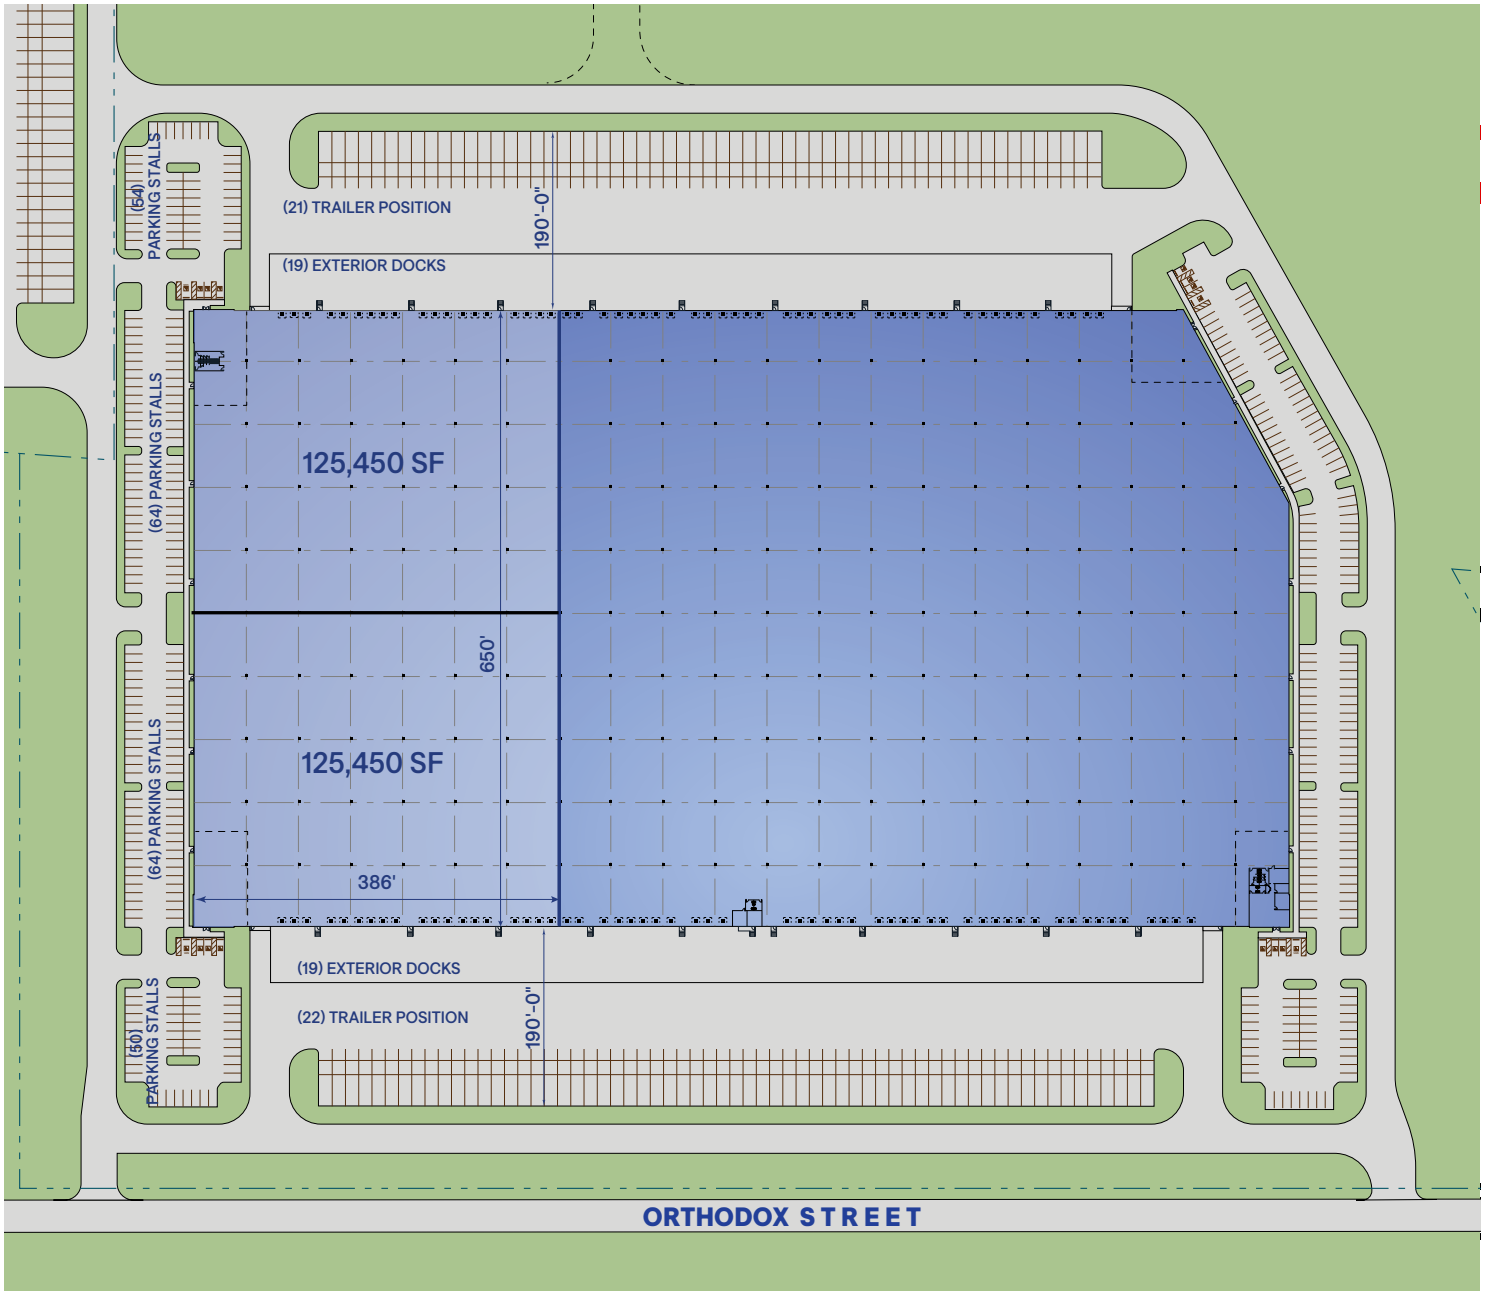 (54)
PARKING STALLS
(21) TRAILER POSITION
190'-0"
(19) EXTERIOR DOCKS
(64) PARKING STALLS
125,450 SF
650'
(64) PARKING STALLS
125,450 SF
386'
(19) EXTERIOR DOCKS
(50)
PARKING STALLS
(22) TRAILER POSITION
190'-0"
ORTHODOX STREET